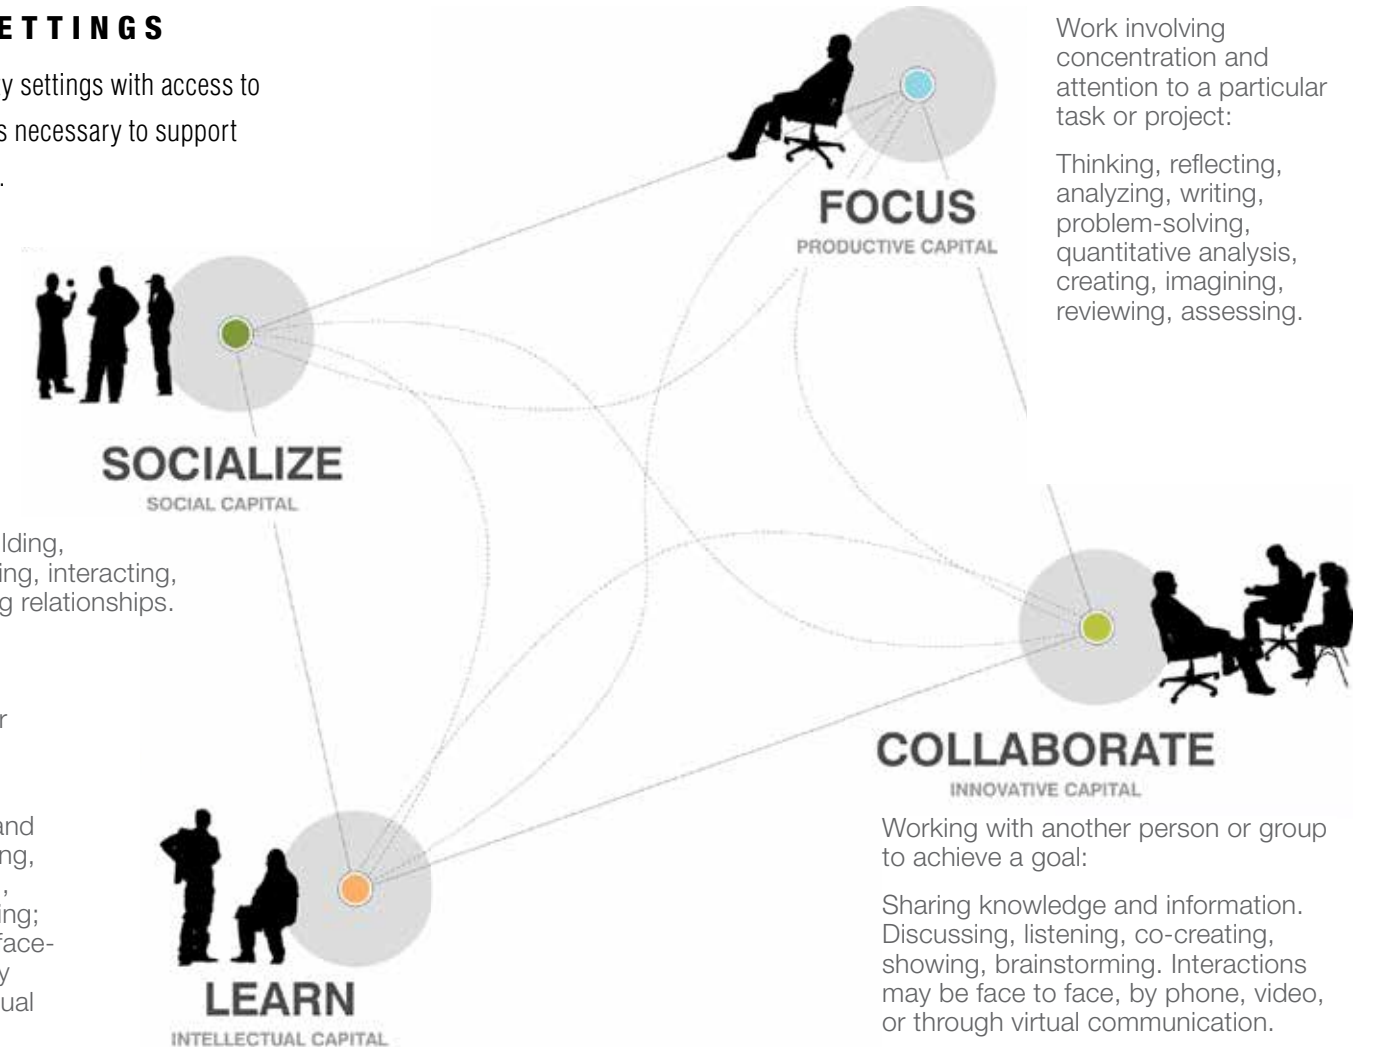 ETTINGS
y settings with access to
s necessary to support
.
FOCUS
PRODUCTIVE CAPITAL
Work involving
concentration and
attention to a particular
task or project:
Thinking, reflecting,
analyzing, writing,
problem-solving,
quantitative analysis,
creating, imagining,
reviewing, assessing.
SOCIALIZE
SOCIAL CAPITAL
lding,
ing, interacting,
g relationships.
r
and
ng,
,
ing;
face-
y
ual
LEARN
INTELLECTUAL CAPITAL
COLLABORATE
INNOVATIVE CAPITAL
Working with another person or group
to achieve a goal:
Sharing knowledge and information.
Discussing, listening, co-creating,
showing, brainstorming. Interactions
may be face to face, by phone, video,
or through virtual communication.